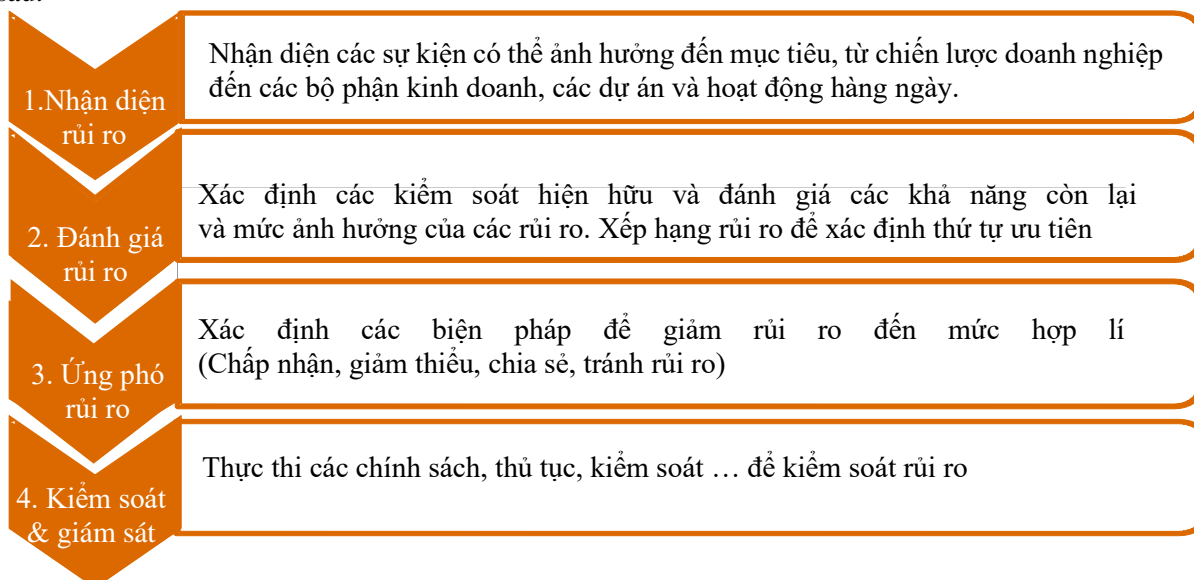 Nhận diện các sự kiện có thể ảnh hưởng đến mục tiêu, từ chiến lược doanh nghiệp
đến các bộ phận kinh doanh, các dự án và hoạt động hàng ngày.
1.Nhận diện
rủi ro
Xác định các kiểm soát hiện hữu và đánh giá các khả năng còn lại
và mức ảnh hưởng của các rủi ro. Xếp hạng rủi ro để xác định thứ tự ưu tiên
2. Đánh giá
rủi ro
Xác định các biện pháp để giảm rủi ro đến mức hợp lí
(Chấp nhận, giảm thiểu, chia sẻ, tránh rủi ro)
3. Ứng phó
rủi ro
Thực thi các chính sách, thủ tục, kiểm soát … để kiểm soát rủi ro
4. Kiểm soát
& giám sát